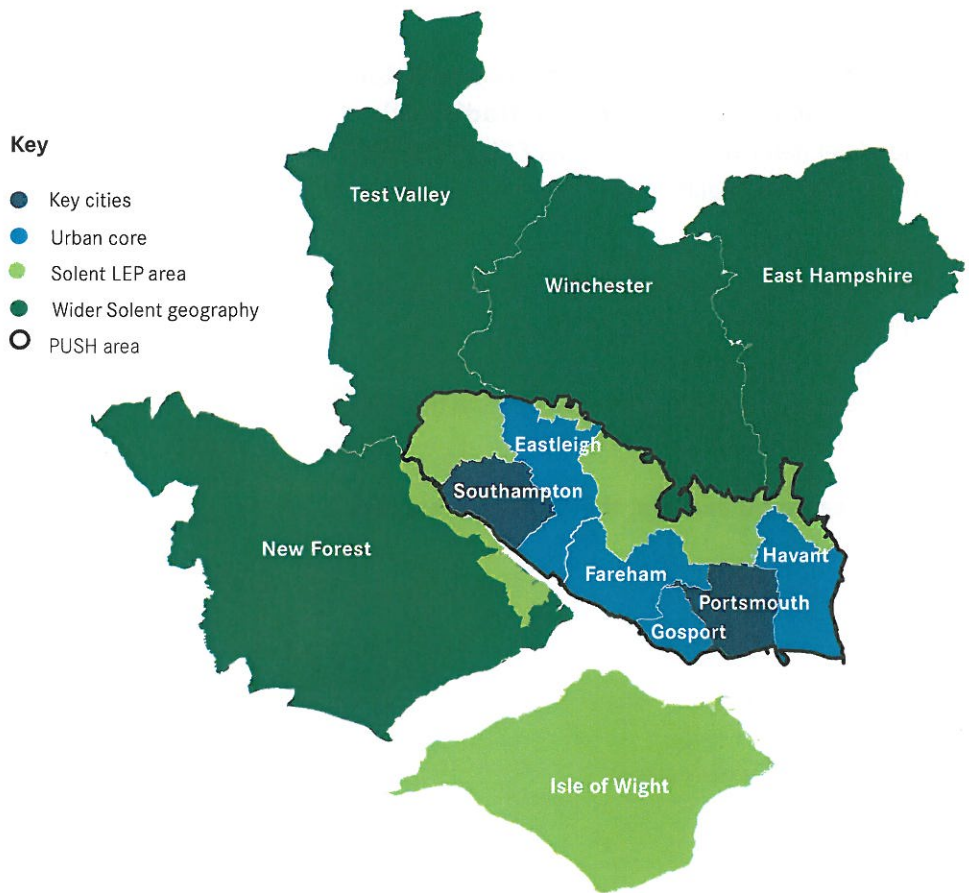 Key
Key cities
Urban core
Solent LEP area
Wider Solent geography
PUSH area
Test Valley
Winchester
East Hampshire
Eastleigh
Southampton
New Forest
Havant
Fareham
Portsmouth
Gosport
Isle of Wight